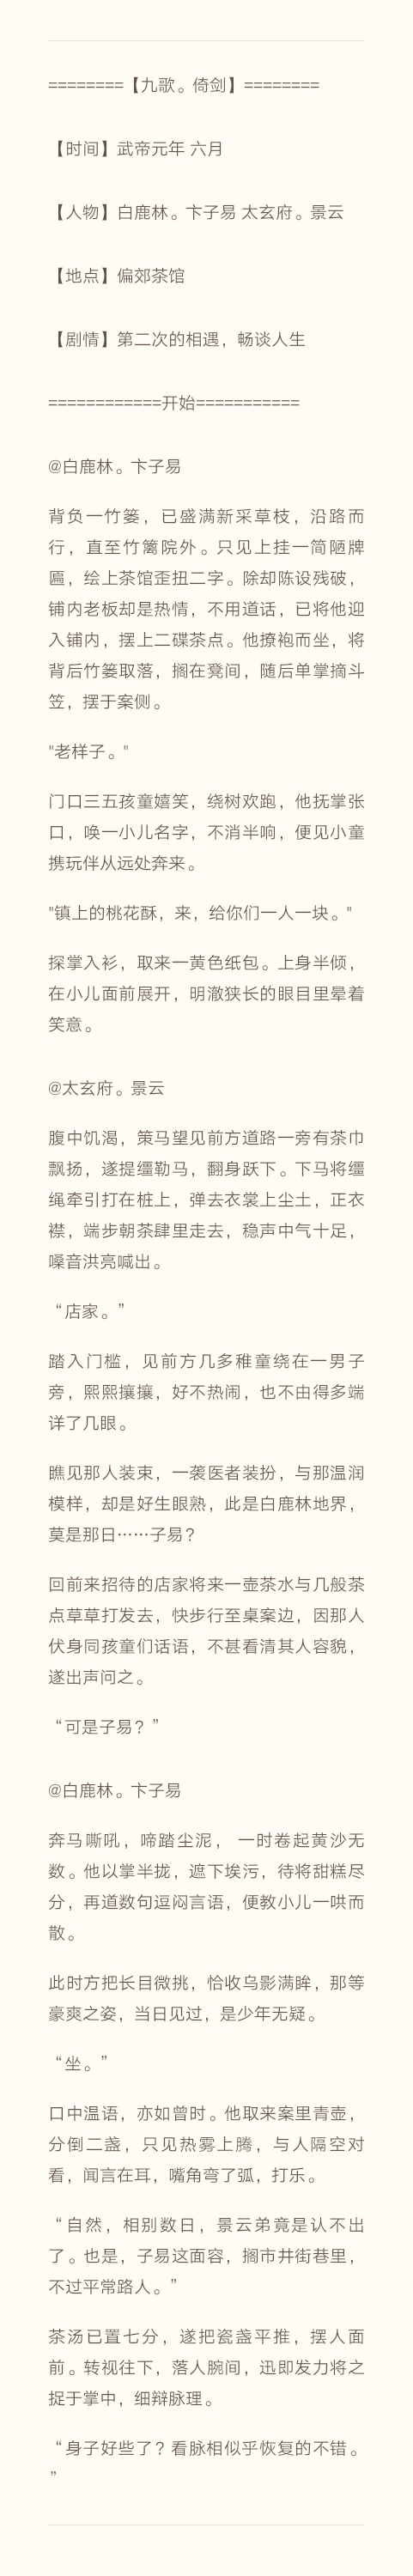 ========【九歌。倚剑】========
【时间】武帝元年 六月
【人物】白鹿林。卞子易 太玄府。景云
【地点】偏郊茶馆
【剧情】第二次的相遇，畅谈人生
============开始===========
@白鹿林。卞子易
背负一竹篓，已盛满新采草枝，沿路而
行，直至竹篱院外。只见上挂一简陋牌
匾，绘上茶馆歪扭二字。除却陈设残破，
铺内老板却是热情，不用道话，已将他迎
入铺内，摆上二碟茶点。他撩袍而坐，将
背后竹篓取落，搁在凳间，随后单掌摘斗
笠，摆于案侧。
"老样子。"
门口三五孩童嬉笑，绕树欢跑，他抚掌张
口，唤一小儿名字，不消半响，便见小童
携玩伴从远处奔来。
"镇上的桃花酥，来，给你们一人一块。"
探掌入衫，取来一黄色纸包。上身半倾，
在小儿面前展开，明澈狭长的眼目里晕着
笑意。
@太玄府。景云
腹中饥渴，策马望见前方道路一旁有茶巾
飘扬，遂提缰勒马，翻身跃下。下马将缰
绳牵引打在桩上，弹去衣裳上尘土，正衣
襟，端步朝茶肆里走去，稳声中气十足，
嗓音洪亮喊出。
“店家。”
踏入门槛，见前方几多稚童绕在一男子
旁，熙熙攘攘，好不热闹，也不由得多端
详了几眼。
瞧见那人装束，一袭医者装扮，与那温润
模样，却是好生眼熟，此是白鹿林地界，
莫是那日……子易？
回前来招待的店家将来一壶茶水与几般茶
点草草打发去，快步行至桌案边，因那人
伏身同孩童们话语，不甚看清其人容貌，
遂出声问之。
“可是子易？”
@白鹿林。卞子易
奔马嘶吼，啼踏尘泥， 一时卷起黄沙无
数。他以掌半拢，遮下埃污，待将甜糕尽
分，再道数句逗闷言语，便教小儿一哄而
散。
此时方把长目微挑，恰收乌影满眸，那等
豪爽之姿，当日见过，是少年无疑。
“坐。”
口中温语，亦如曾时。他取来案里青壶，
分倒二盏，只见热雾上腾，与人隔空对
看，闻言在耳，嘴角弯了弧，打乐。
“自然，相别数日，景云弟竟是认不出
了。也是，子易这面容，搁市井街巷里，
不过平常路人。”
茶汤已置七分，遂把瓷盏平推，摆人面
前。转视往下，落人腕间，迅即发力将之
捉于掌中，细辩脉理。
“身子好些了？看脉相似乎恢复的不错。
”